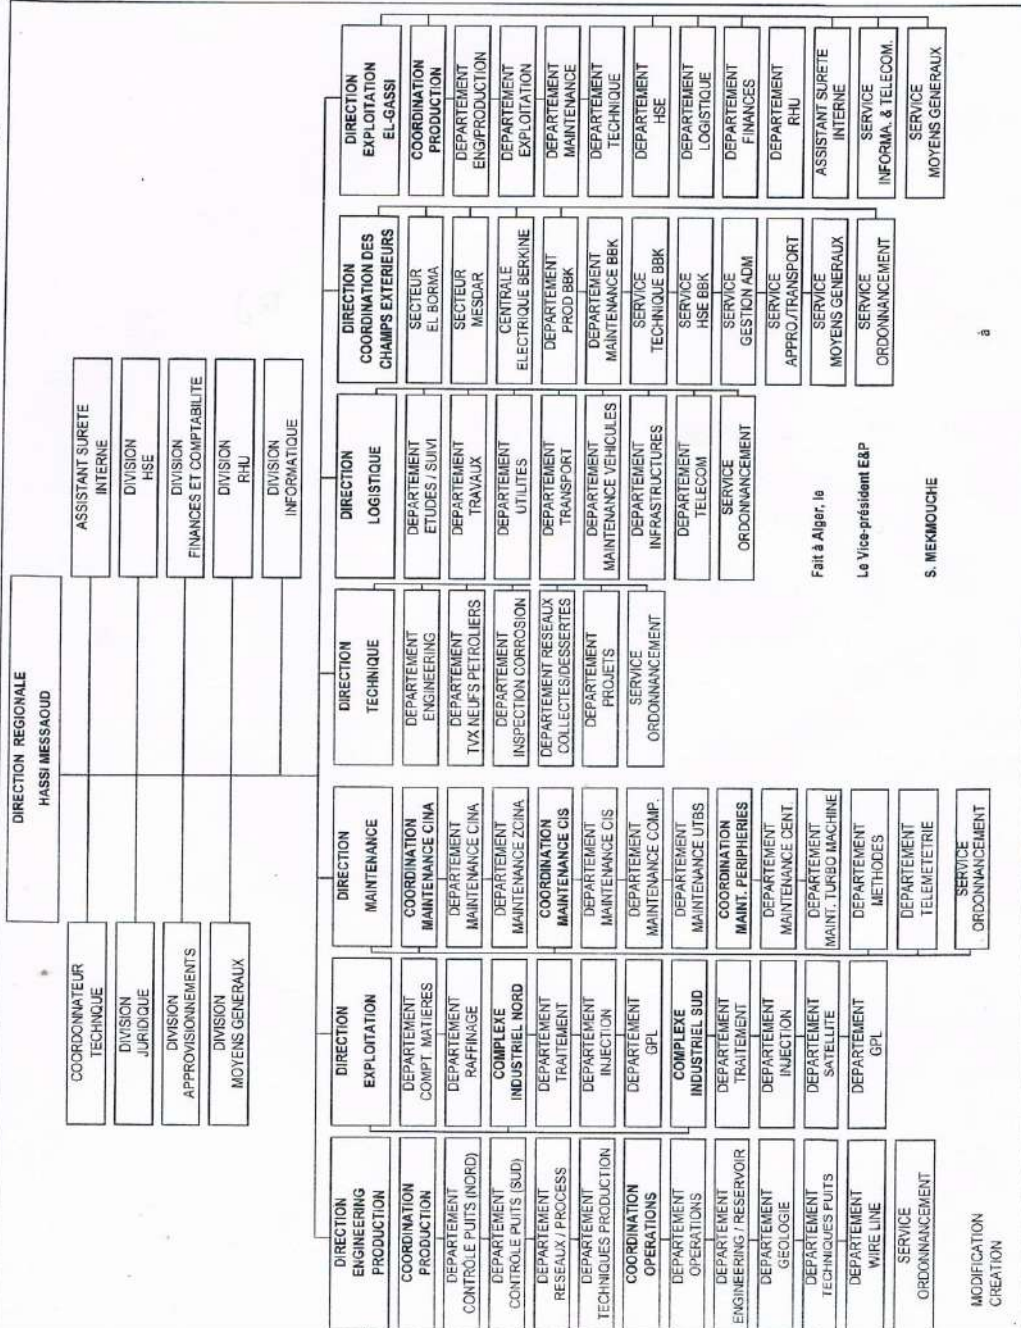 DIRECTION REGIONALE
HASSI MESSAOUD
COORDONNATEUR
TECHNQUE
DIVISION
JURIDIQUE
DIVISION
APPROVISIONNEMENTS
DIVISION
MOYENS GENERAUX
ASSISTANT SURETE
INTERNE
DIVISION
HSE
DIVISION
FINANCES ET COMPTABILITE
DIVISION
RHU
DIVISION
INFORMATIQUE
DIRECTION
ENGINEERING
PRODUCTION
COORDINATION
PRODUCTION
DEPARTEMENT
CONTRÔLE PUITS (NORD)
DEPARTEMENT
CONTRÔLE PUITS (SUD)
DEPARTEMENT
RESEAUX / PROCESS
DEPARTEMENT
TECHNIQUES PRODUCTION
COORDINATION
OPERATIONS
DEPARTEMENT
OPERATIONS
DEPARTEMENT
ENGINEERING / RESERVOIR
DEPARTEMENT
GEOLOGIE
DEPARTEMENT
TECHNIQUES PUITS
DEPARTEMENT
WIRE LINE
SERVICE
ORDONNANCEMENT
DIRECTION
EXPLOITATION
DEPARTEMENT
COMPT. MATIERES
DEPARTEMENT
RAFFINAGE
COMPLEXE
INDUSTRIEL NORD
DEPARTEMENT
TRAITEMENT
DEPARTEMENT
INJECTION
DEPARTEMENT
GPL
COMPLEXE
INDUSTRIEL SUD
DEPARTEMENT
TRAITEMENT
DEPARTEMENT
INJECTION
DEPARTEMENT
SATELLITE
DEPARTEMENT
GPL
DIRECTION
MAINTENANCE
COORDINATION
MAINTENANCE CINA
DEPARTEMENT
MAINTENANCE CINA
DEPARTEMENT
MAINTENANCE ZCINA
COORDINATION
MAINTENANCE CIS
DEPARTEMENT
MAINTENANCE CIS
DEPARTEMENT
MAINTENANCE COMP.
DEPARTEMENT
MAINTENANCE UTBS
COORDINATION
MAINT. PERIPHERIES
DEPARTEMENT
MAINTENANCE CENT.
DEPARTEMENT
MAINT. TURBO MACHINE
DEPARTEMENT
METHODES
DEPARTEMENT
TELEMETETRIE
SERVICE
ORDONNANCEMENT
DIRECTION
TECHNIQUE
DEPARTEMENT
ENGINEERING
DEPARTEMENT
TVX NEUFS PETROLIERS
DEPARTEMENT
INSPECTION CORROSION
DEPARTEMENT RESEAUX
COLLECTES/DESSERTES
DEPARTEMENT
PROJETS
SERVICE
ORDONNANCEMENT
DIRECTION
LOGISTIQUE
DEPARTEMENT
ETUDES / SUIVI
DEPARTEMENT
TRAVAUX
DEPARTEMENT
UTILITES
DEPARTEMENT
TRANSPORT
DEPARTEMENT
MAINTENANCE VEHICULES
DEPARTEMENT
INFRASTRUCTURES
DEPARTEMENT
TELECOM
SERVICE
ORDONNANCEMENT
DIRECTION
COORDINATION DES
CHAMPS EXTERIEURS
SECTEUR
EL BORMA
SECTEUR
MESDAR
CENTRALE
ELECTRIQUE BERKINE
DEPARTEMENT
PROD BBK
DEPARTEMENT
MAINTENANCE BBK
SERVICE
TECHNIQUE BBK
SERVICE
HSE BBK
SERVICE
GESTION ADM
SERVICE
APPRO./TRANSPORT
SERVICE
MOYENS GENERAUX
SERVICE
ORDONNANCEMENT
DIRECTION
EXPLOITATION
EL-GASSI
COORDINATION
PRODUCTION
DEPARTEMENT
ENG/PRODUCTION
DEPARTEMENT
EXPLOITATION
DEPARTEMENT
MAINTENANCE
DEPARTEMENT
TECHNIQUE
DEPARTEMENT
HSE
DEPARTEMENT
LOGISTIQUE
DEPARTEMENT
FINANCES
DEPARTEMENT
RHU
ASSISTANT SURETE
INTERNE
SERVICE
INFORMA. & TELECOM.
SERVICE
MOYENS GENERAUX
MODIFICATION
CREATION
Fait à Alger, le
Le Vice-président E&P
S. MEKMOUCHE
à